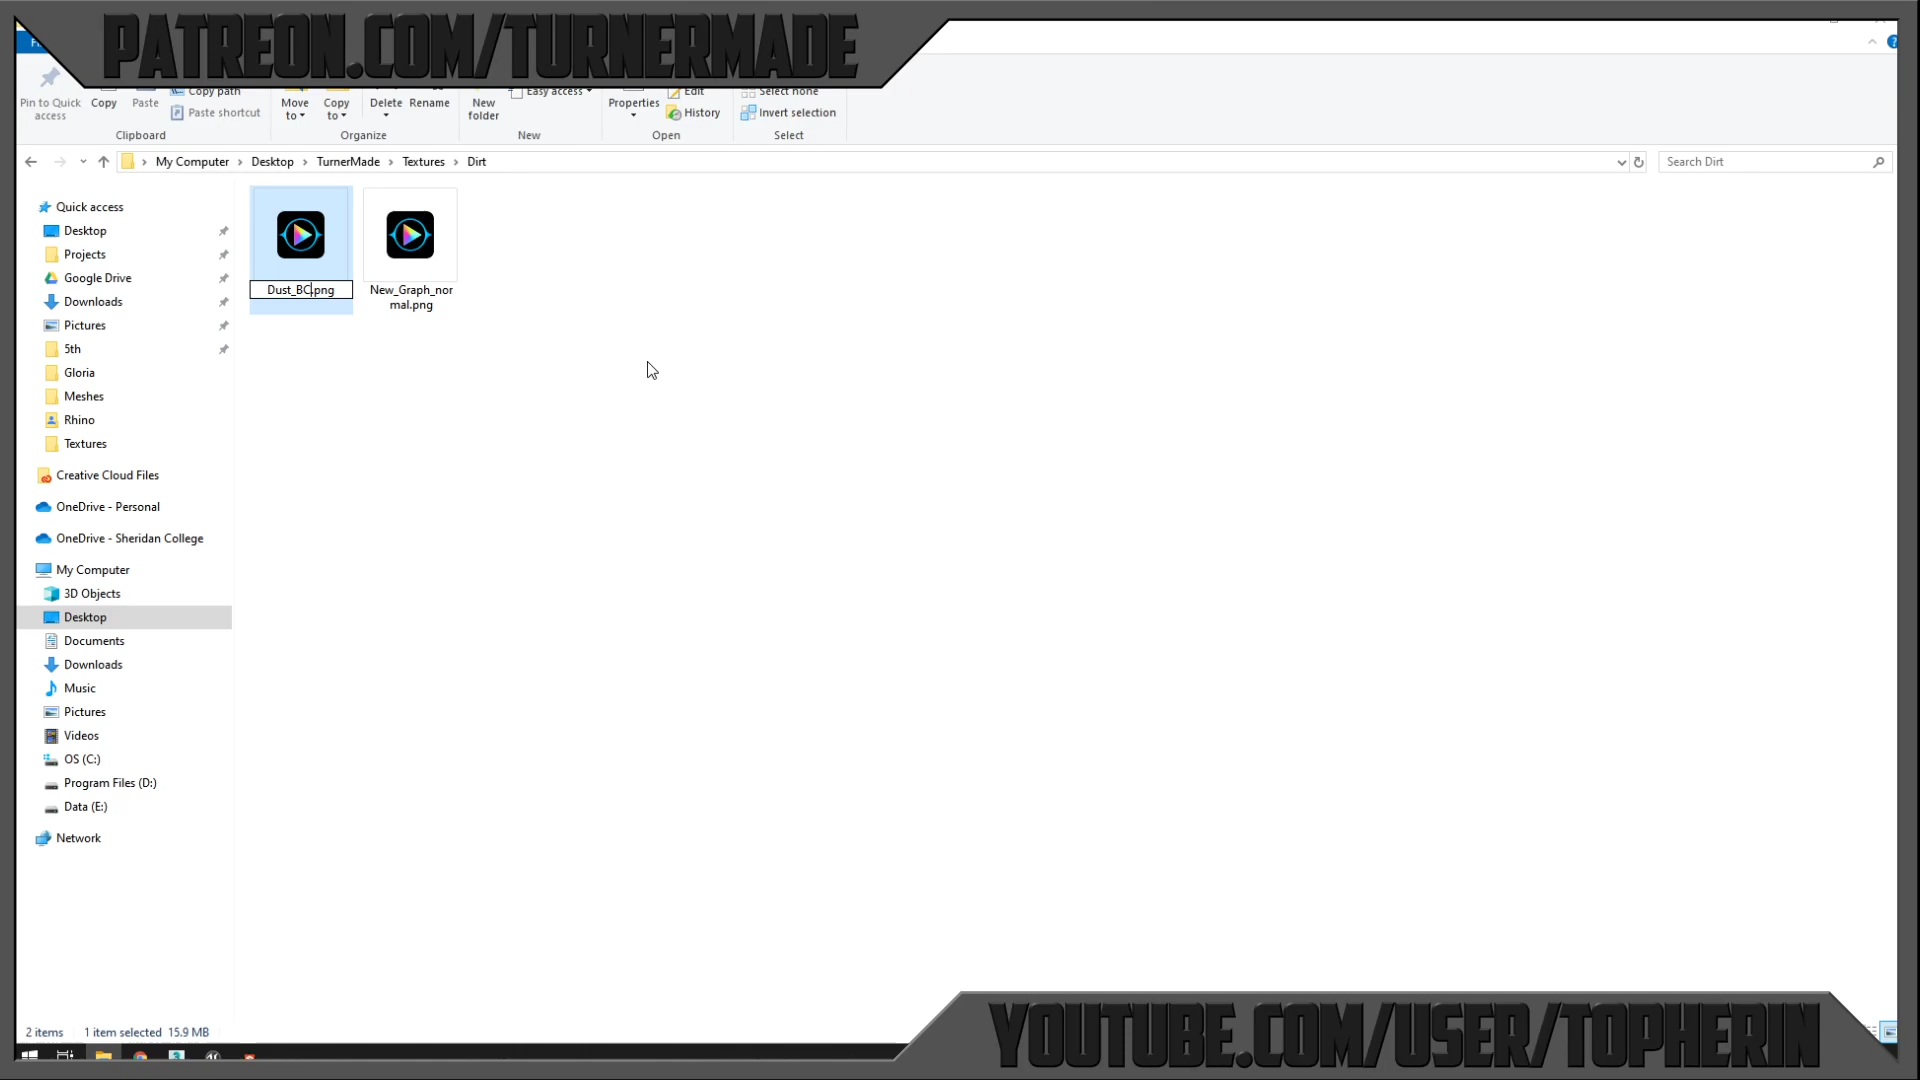 PATREON.COM/TURNERMADE
Copy path
Easy access
Edit
Select none
Pin to Quick access
Copy
Paste
Paste shortcut
Move to
Copy to
Delete
Rename
New folder
Properties
History
Invert selection
Clipboard
Organize
New
Open
Select
My Computer
Desktop
TurnerMade
Textures
Dirt
Search Dirt
Quick access
Desktop
Projects
Google Drive
Downloads
Pictures
5th
Gloria
Meshes
Rhino
Textures
Creative Cloud Files
OneDrive - Personal
OneDrive - Sheridan College
My Computer
3D Objects
Desktop
Documents
Downloads
Music
Pictures
Videos
OS (C:)
Program Files (D:)
Data (E:)
Network
Dust_BC.png
New_Graph_nor
mal.png
2 items
1 item selected 15.9 MB
YOUTUBE.COM/USER/TOPHERIN